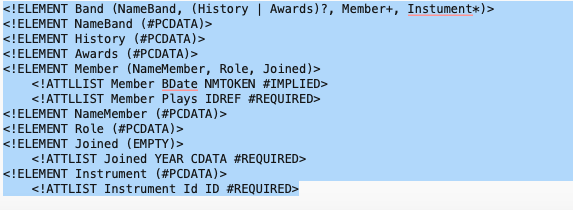 <!ELEMENT Band (NameBand, (History | Awards)?, Member+, Instument*)>
<!ELEMENT NameBand (#PCDATA)>
<!ELEMENT History (#PCDATA)>
<!ELEMENT Awards (#PCDATA)>
<!ELEMENT Member (NameMember, Role, Joined)>
<!ATTLLIST Member BDate NMTOKEN #IMPLIED>
<!ATTLLIST Member Plays IDREF #REQUIRED>
<!ELEMENT NameMember (#PCDATA)>
<!ELEMENT Role (#PCDATA)>
<!ELEMENT Joined (EMPTY)>
<!ATTLIST Joined YEAR CDATA #REQUIRED>
<!ELEMENT Instrument (#PCDATA)>
<!ATTLIST Instrument Id ID #REQUIRED>